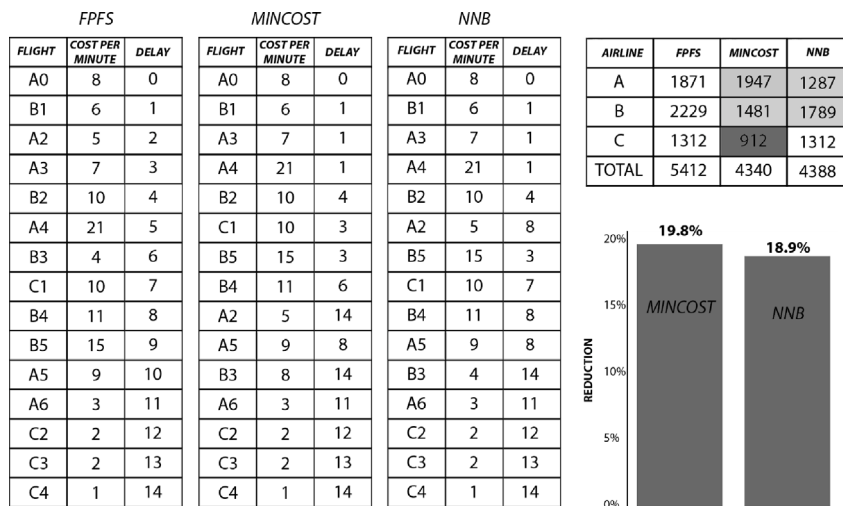 FPFS MINCOST NNB
FLIGHT COST PER MINUTE DELAY FLIGHT COST PER MINUTE DELAY FLIGHT COST PER MINUTE DELAY
A0 8 0 A0 8 0 A0 8 0
B1 6 1 B1 6 1 B1 6 1
A2 5 2 A3 7 1 A3 7 1
A3 7 3 A4 21 1 A4 21 1
B2 10 4 B2 10 4 B2 10 4
A4 21 5 C1 10 3 A2 5 8
B3 4 6 B5 15 3 B5 15 3
C1 10 7 B4 11 6 C1 10 7
B4 11 8 A2 5 14 B4 11 8
B5 15 9 A5 9 8 A5 9 8
A5 9 10 B3 8 14 B3 4 14
A6 3 11 A6 3 11 A6 3 11
C2 2 12 C2 2 12 C2 2 12
C3 2 13 C3 2 13 C3 2 13
C4 1 14 C4 1 14 C4 1 14
AIRLINE FPFS MINCOST NNB
A 1871 1947 1287
B 2229 1481 1789
C 1312 912 1312
TOTAL 5412 4340 4388
REDUCTION
20%
15%
10%
5%
0%
19.8%
MINCOST
18.9%
NNB